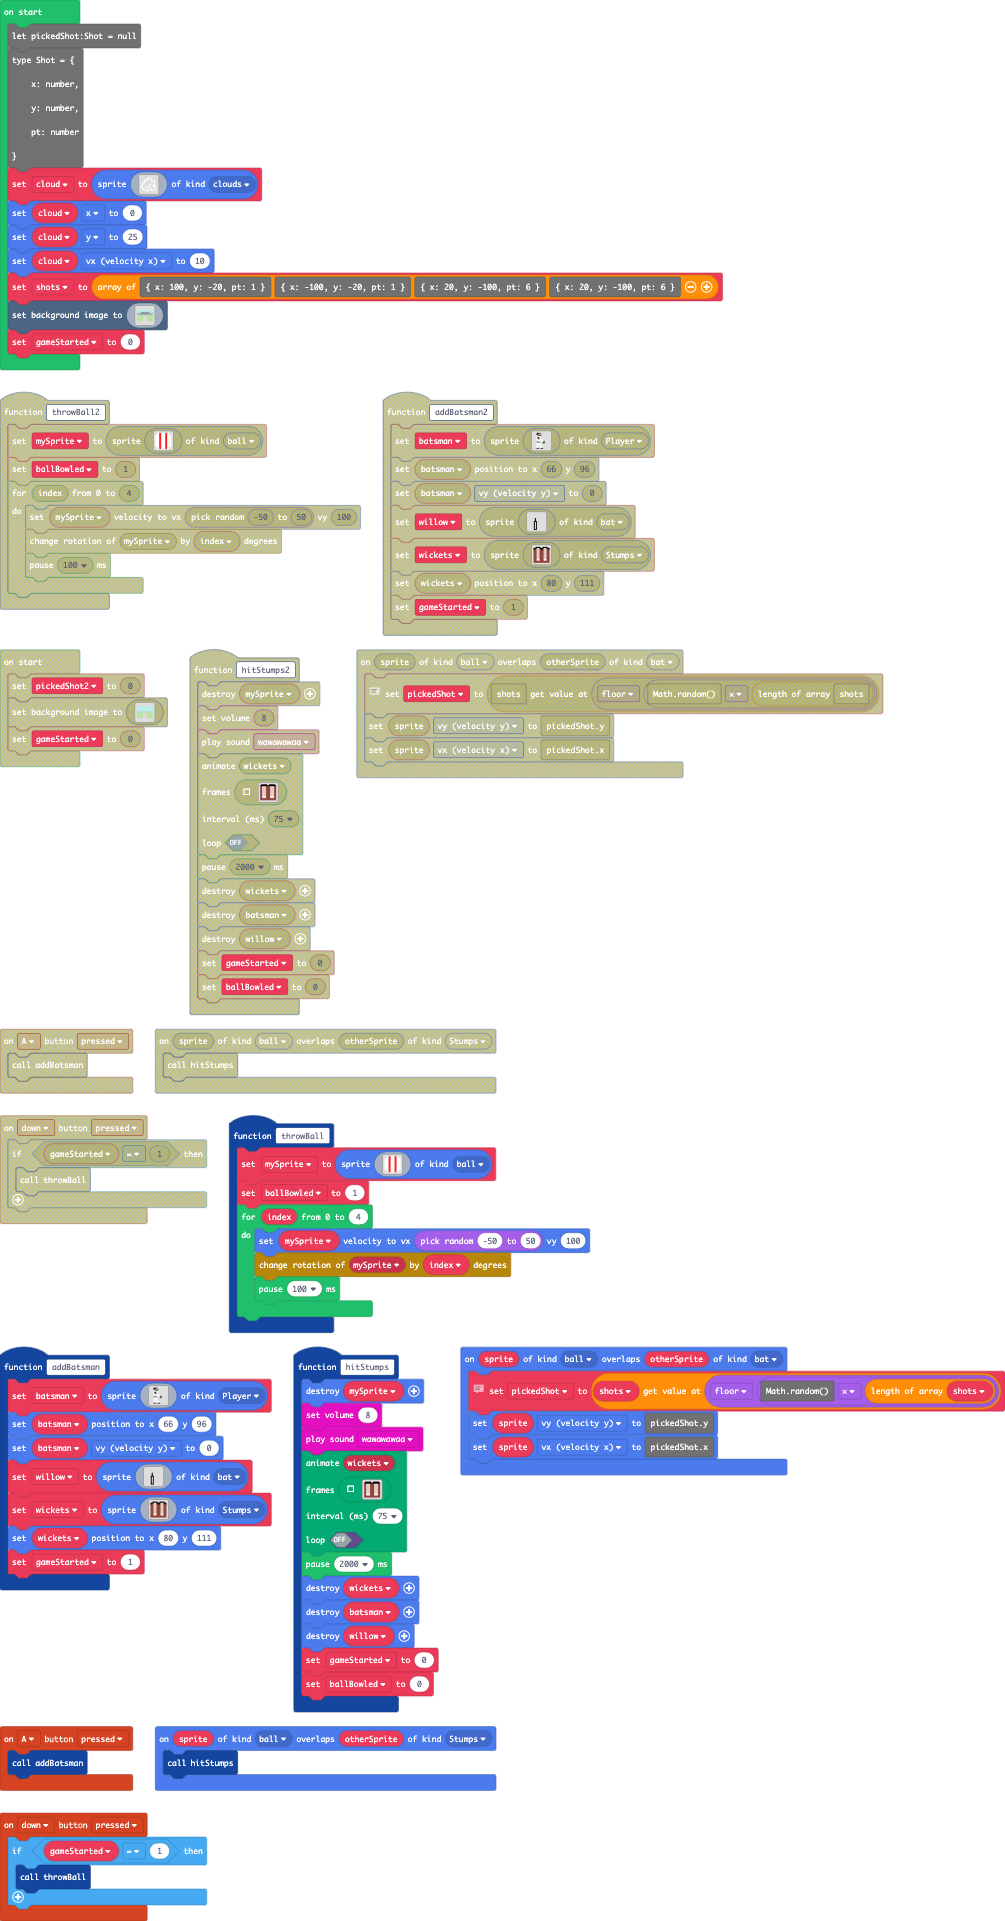 on start
let pickedShot:Shot = null
type Shot = {
x: number,
y: number,
pt: number
}
set cloud to sprite of kind clouds
set cloud x to 0
set cloud y to 25
set cloud vx (velocity x) to 10
set shots to array of { x: 100, y: -20, pt: 1 } { x: -100, y: -20, pt: 1 } { x: 20, y: -100, pt: 6 } { x: 20, y: -100, pt: 6 }
set background image to
set gameStarted to 0
function throwBall2
set mySprite to sprite of kind ball
set ballBowled to 1
for index from 0 to 4
do
set mySprite velocity to vx pick random -50 to 50 vy 100
change rotation of mySprite by index degrees
pause 100 ms
function addBatsman2
set batsman to sprite of kind Player
set batsman position to x 66 y 96
set batsman vy (velocity y) to 0
set willow to sprite of kind bat
set wickets to sprite of kind Stumps
set wickets position to x 80 y 111
set gameStarted to 1
on start
set pickedShot2 to 0
set background image to
set gameStarted to 0
function hitStumps2
destroy mySprite
set volume 8
play sound wawawawaa
animate wickets
frames
interval (ms) 75
loop OFF
pause 2000 ms
destroy wickets
destroy batsman
destroy willow
set gameStarted to 0
set ballBowled to 0
on sprite of kind ball overlaps otherSprite of kind bat
set pickedShot to shots get value at floor Math.random() x length of array shots
set sprite vy (velocity y) to pickedShot.y
set sprite vx (velocity x) to pickedShot.x
on A button pressed
call addBatsman
on sprite of kind ball overlaps otherSprite of kind Stumps
call hitStumps
on down button pressed
if gameStarted = 1 then
call throwBall
function throwBall
set mySprite to sprite of kind ball
set ballBowled to 1
for index from 0 to 4
do
set mySprite velocity to vx pick random -50 to 50 vy 100
change rotation of mySprite by index degrees
pause 100 ms
function addBatsman
set batsman to sprite of kind Player
set batsman position to x 66 y 96
set batsman vy (velocity y) to 0
set willow to sprite of kind bat
set wickets to sprite of kind Stumps
set wickets position to x 80 y 111
set gameStarted to 1
function hitStumps
destroy mySprite
set volume 8
play sound wawawawaa
animate wickets
frames
interval (ms) 75
loop OFF
pause 2000 ms
destroy wickets
destroy batsman
destroy willow
set gameStarted to 0
set ballBowled to 0
on sprite of kind ball overlaps otherSprite of kind bat
set pickedShot to shots get value at floor Math.random() x length of array shots
set sprite vy (velocity y) to pickedShot.y
set sprite vx (velocity x) to pickedShot.x
on A button pressed
call addBatsman
on sprite of kind ball overlaps otherSprite of kind Stumps
call hitStumps
on down button pressed
if gameStarted = 1 then
call throwBall